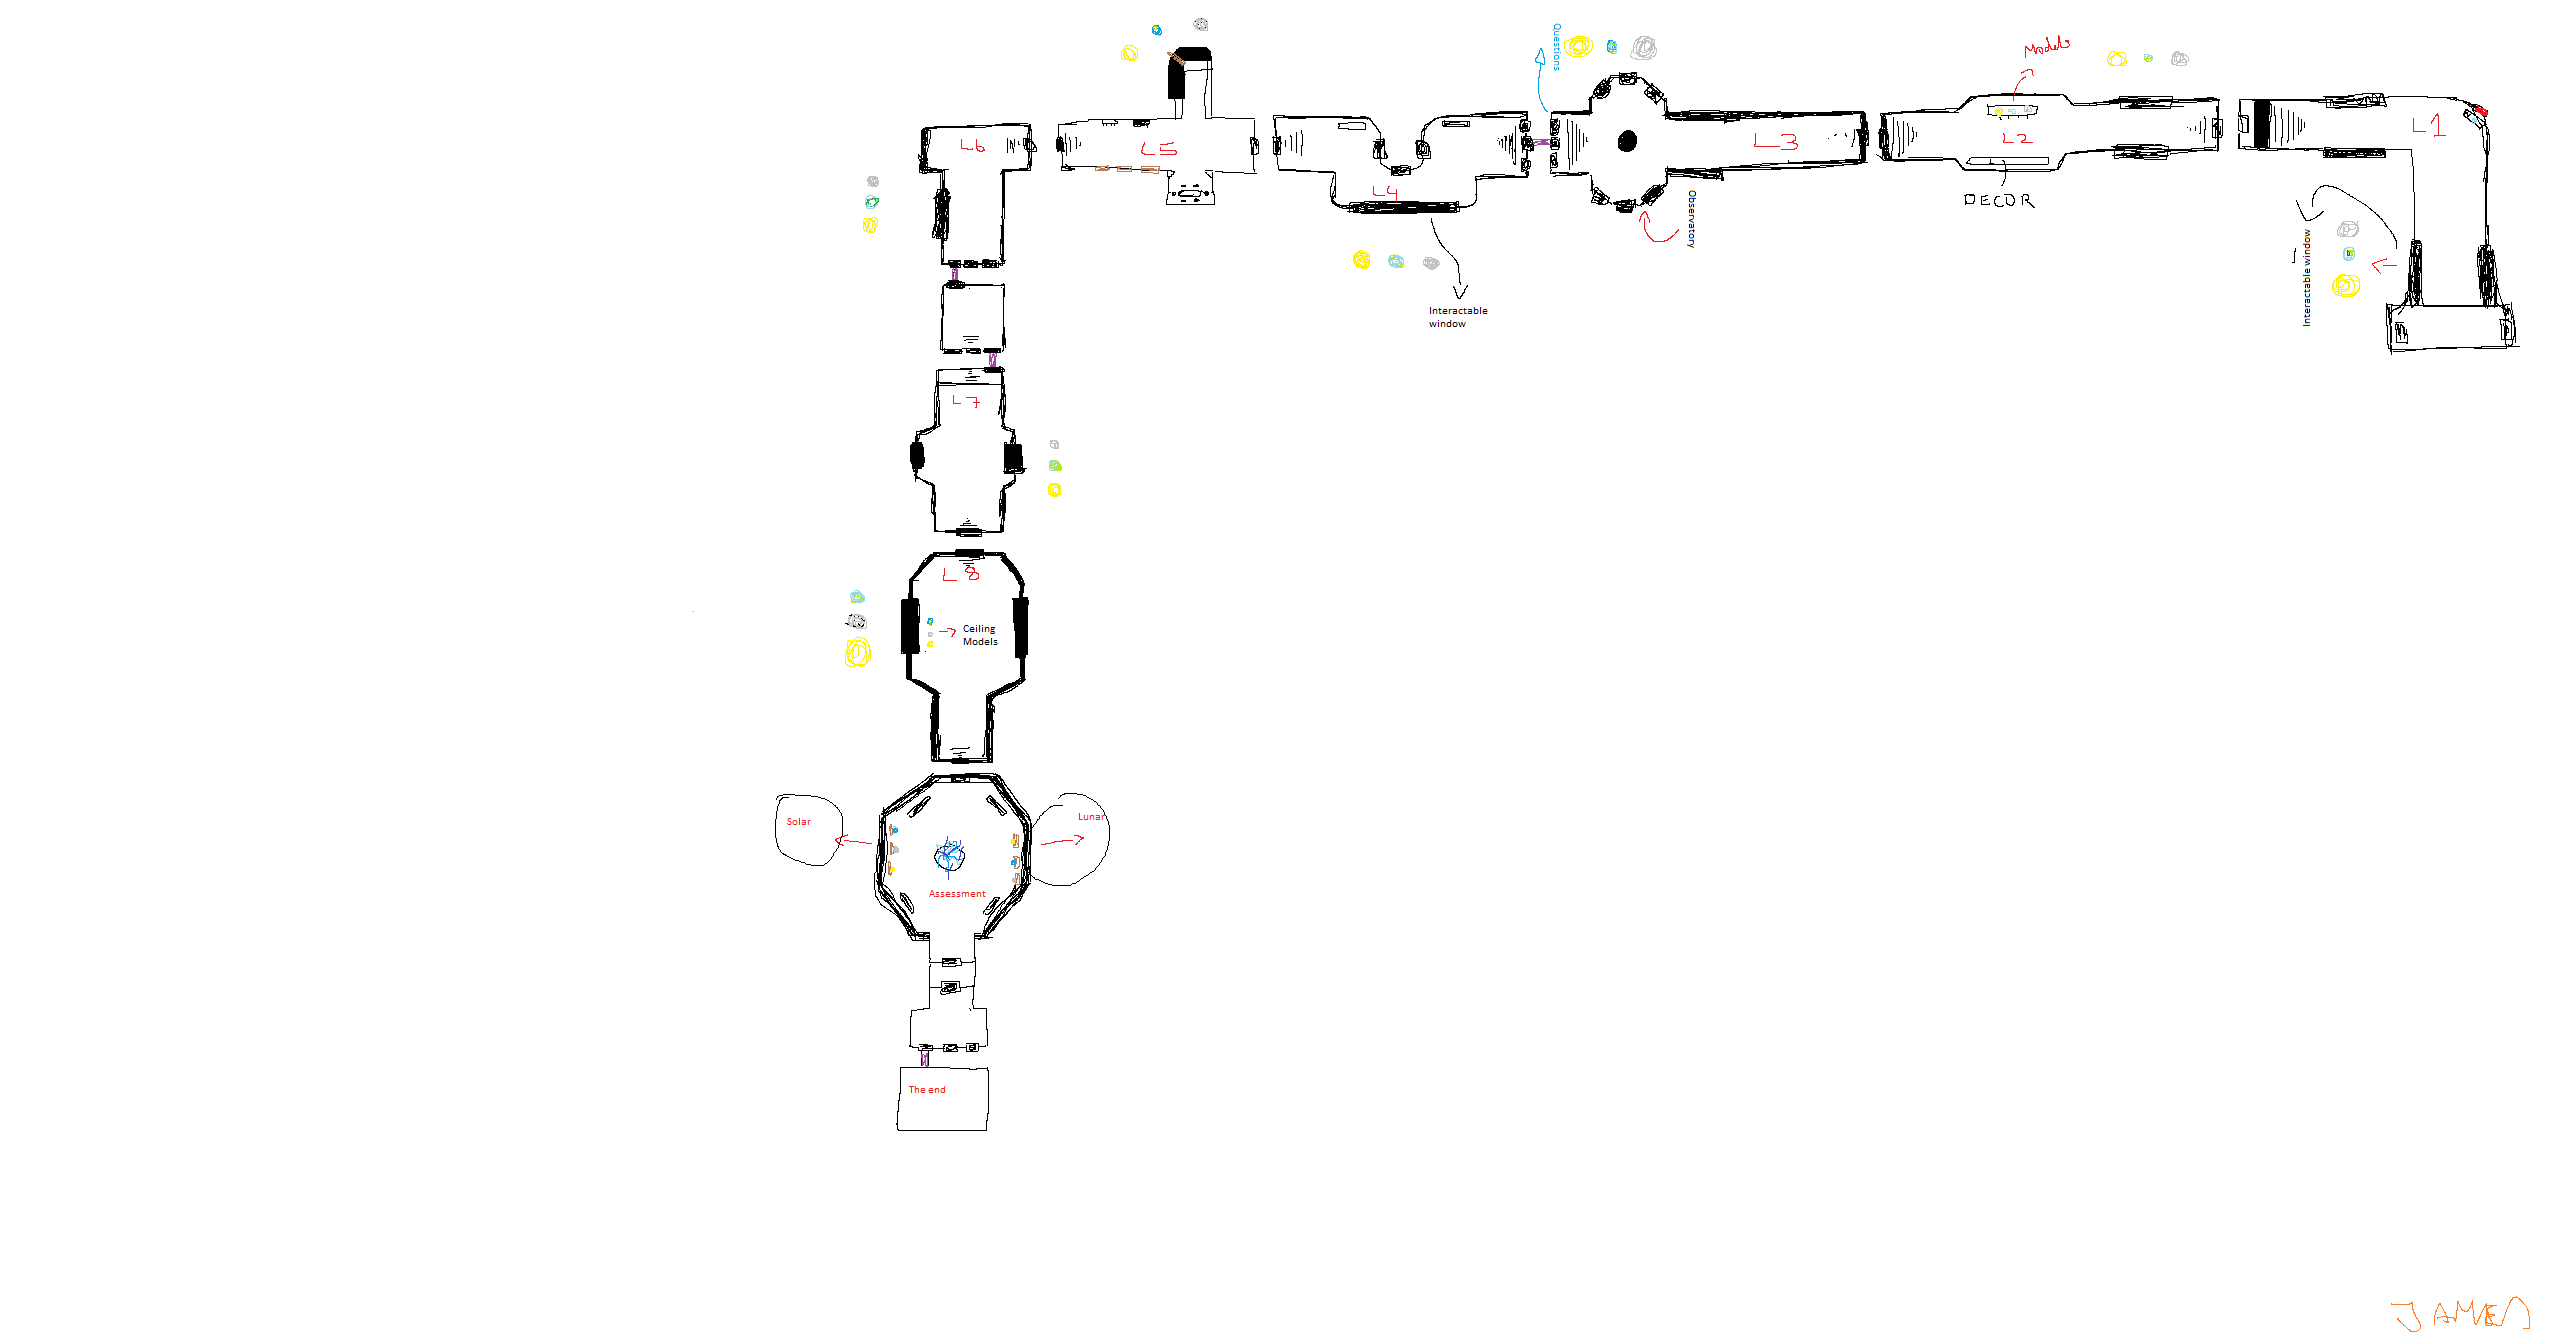 Questions
Models
L1
L2
L3
L4
L5
L6
DECOR
Observatory
Interactable window
Interactable
window
L7
L8
Ceiling
Models
Solar
Lunar
Assessment
The end
JAMES